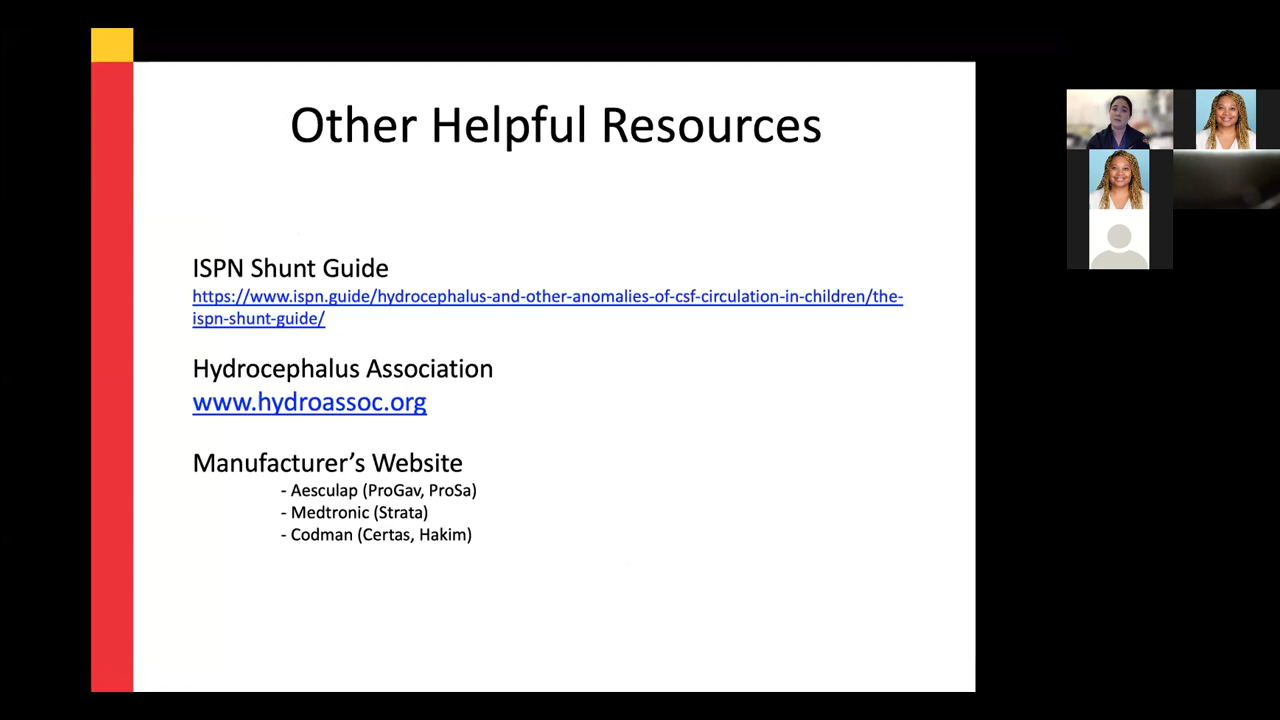 Other Helpful Resources
ISPN Shunt Guide
https://www.ispn.guide/hydrocephalus-and-other-anomalies-of-csf-circulation-in-children/the-
ispn-shunt-guide/
Hydrocephalus Association
www.hydroassoc.org
Manufacturer’s Website
- Aesculap (ProGav, ProSa)
- Medtronic (Strata)
- Codman (Certas, Hakim)